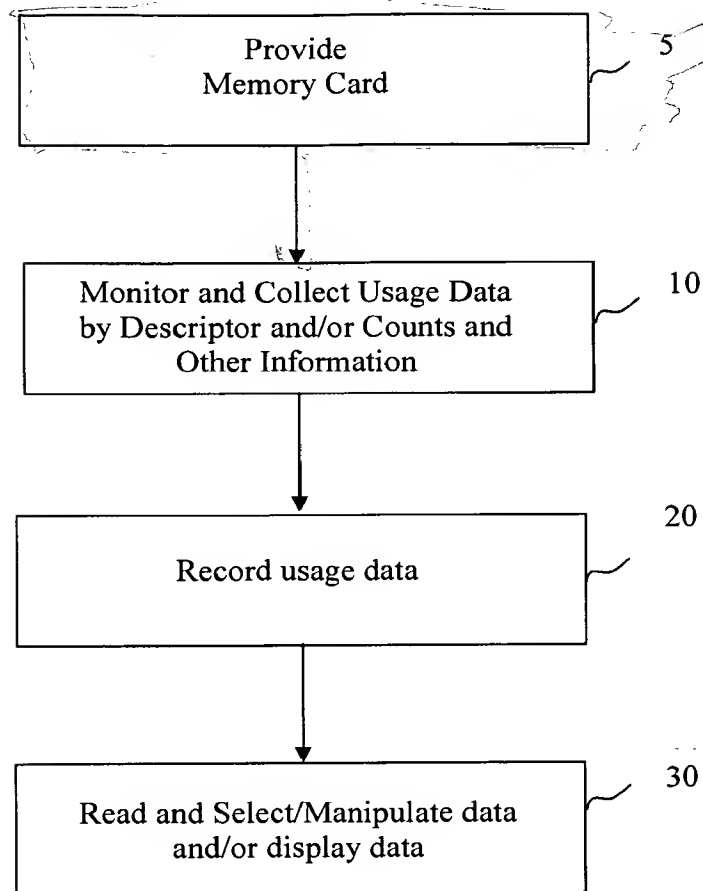 Provide
Memory Card
5
Monitor and Collect Usage Data
by Descriptor and/or Counts and
Other Information
10
Record usage data
20
Read and Select/Manipulate data
and/or display data
30